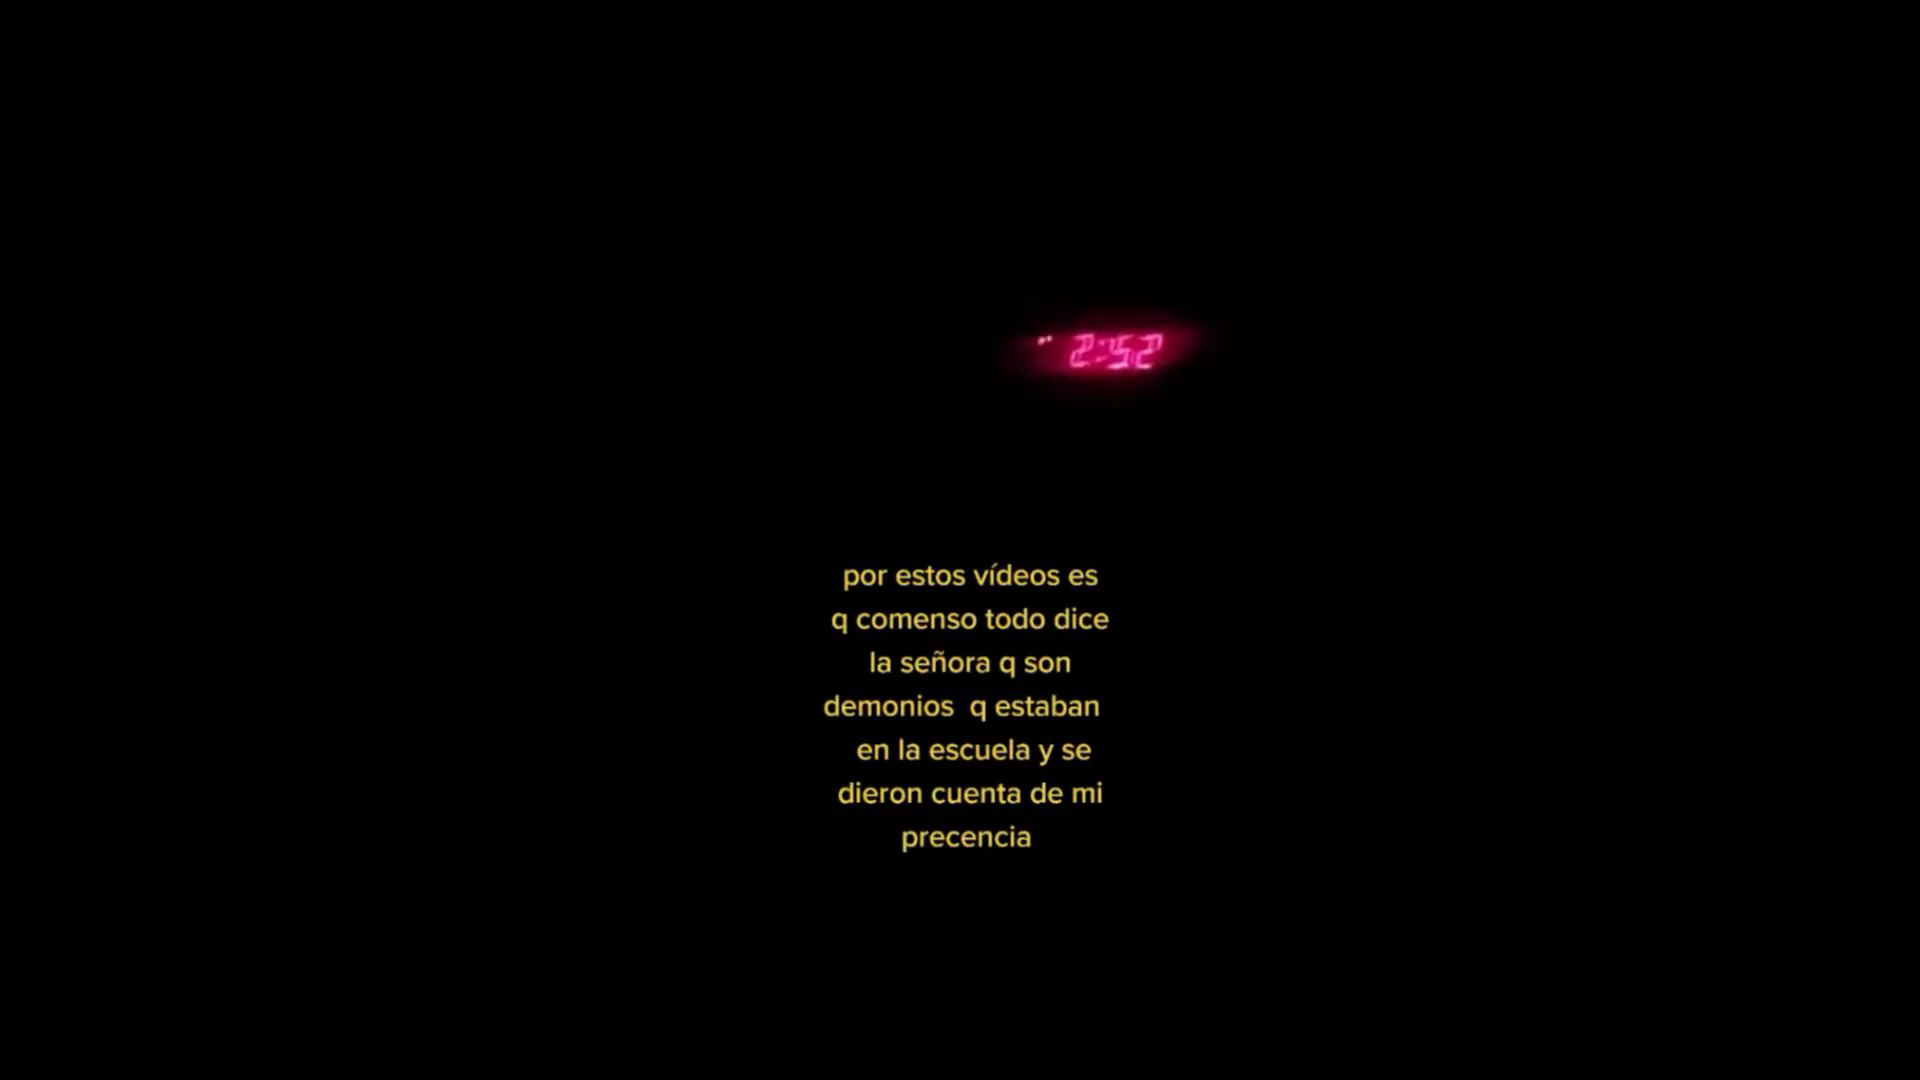 2:52
por estos vídeos es
q comenso todo dice
la señora q son
demonios q estaban
en la escuela y se
dieron cuenta de mi
precencia